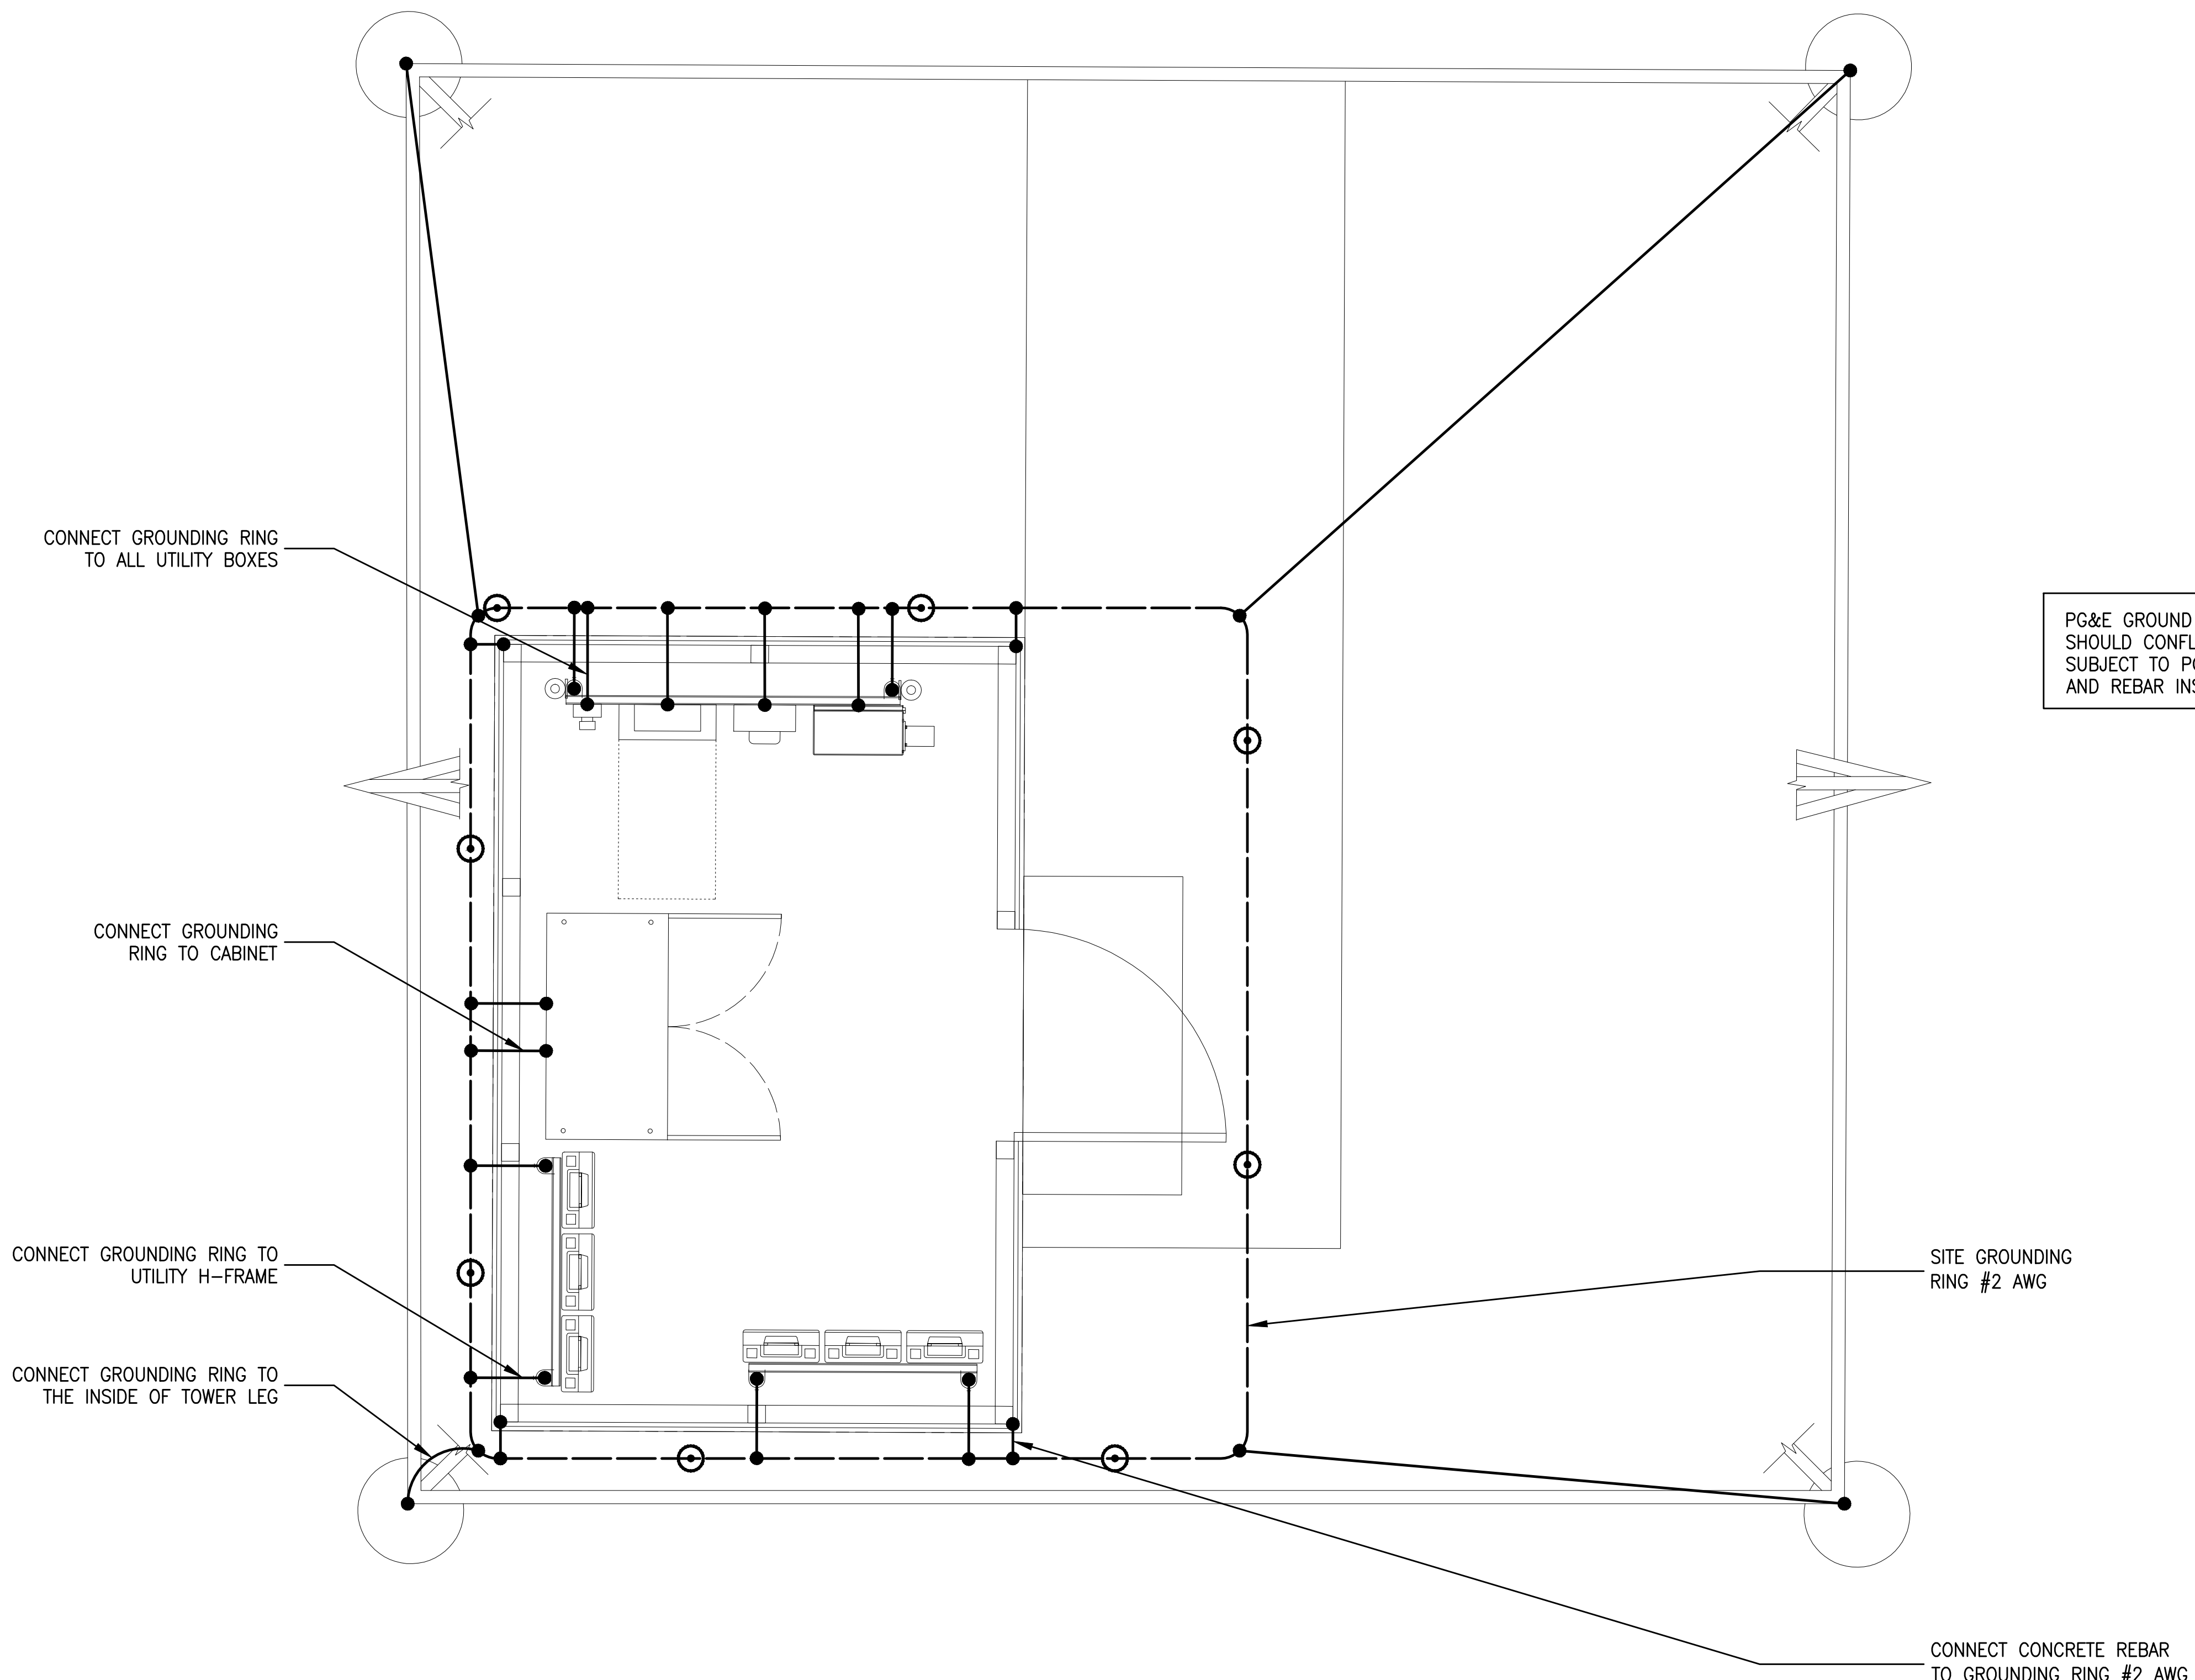 CONNECT GROUNDING RING
TO ALL UTILITY BOXES
PG&E GROUND
SHOULD CONFL
SUBJECT TO P
AND REBAR INS
CONNECT GROUNDING
RING TO CABINET
CONNECT GROUNDING RING TO
UTILITY H-FRAME
SITE GROUNDING
RING #2 AWG
CONNECT GROUNDING RING TO
THE INSIDE OF TOWER LEG
CONNECT CONCRETE REBAR
TO GROUNDING RING #2 AWG